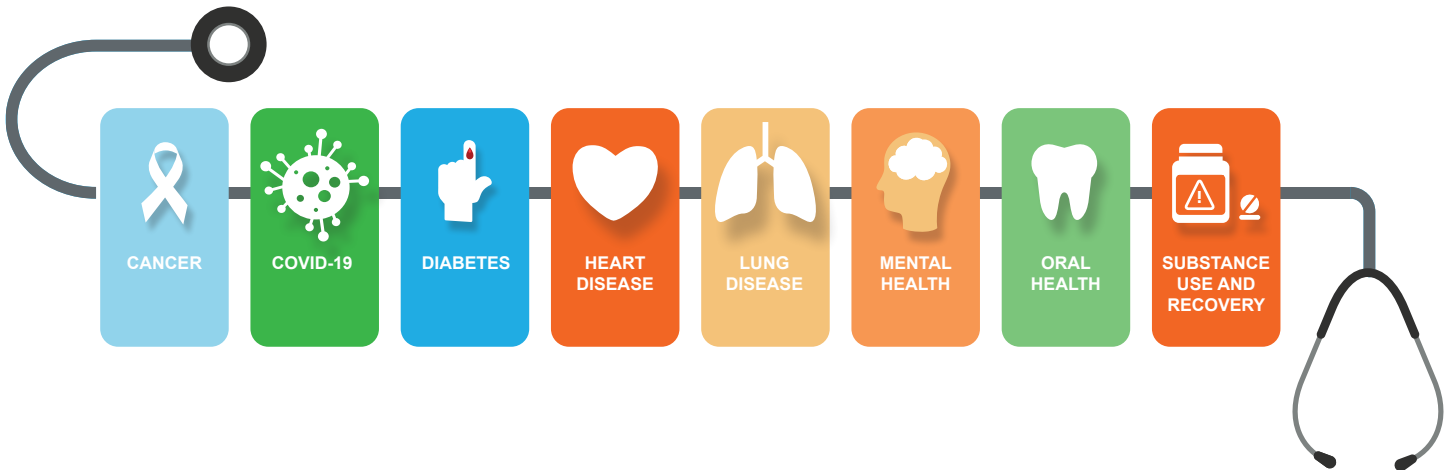 CANCER
COVID-19
DIABETES
HEART
DISEASE
LUNG
DISEASE
MENTAL
HEALTH
ORAL
HEALTH
SUBSTANCE
USE AND
RECOVERY